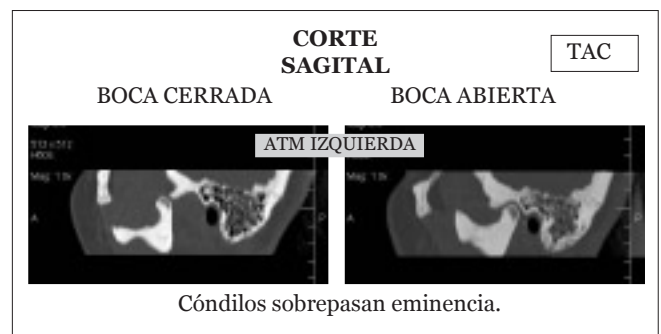 CORTE
SAGITAL
TAC
BOCA CERRADA
BOCA ABIERTA
ATM IZQUIERDA
A
A
Cóndilos sobrepasan eminencia.